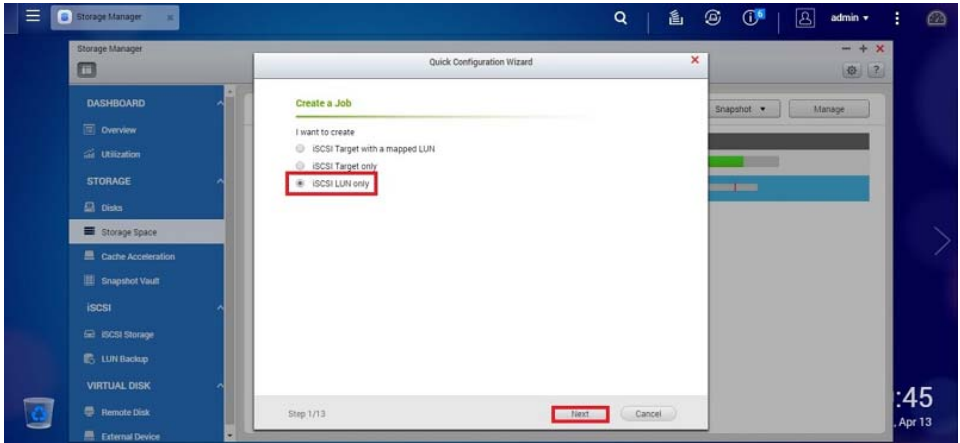 Storage Manager
6
admin
Storage Manager
?
DASHBOARD
Overview
Utilization
STORAGE
Disks
Storage Space
Cache Acceleration
Snapshot Vault
iSCSI
iSCSI Storage
LUN Backup
VIRTUAL DISK
Remote Disk
External Device
Snapshot
Manage
Quick Configuration Wizard
Create a Job
I want to create
iSCSI Target with a mapped LUN
iSCSI Target only
iSCSI LUN only
Step 1/13
Next
Cancel
:45
, Apr 13